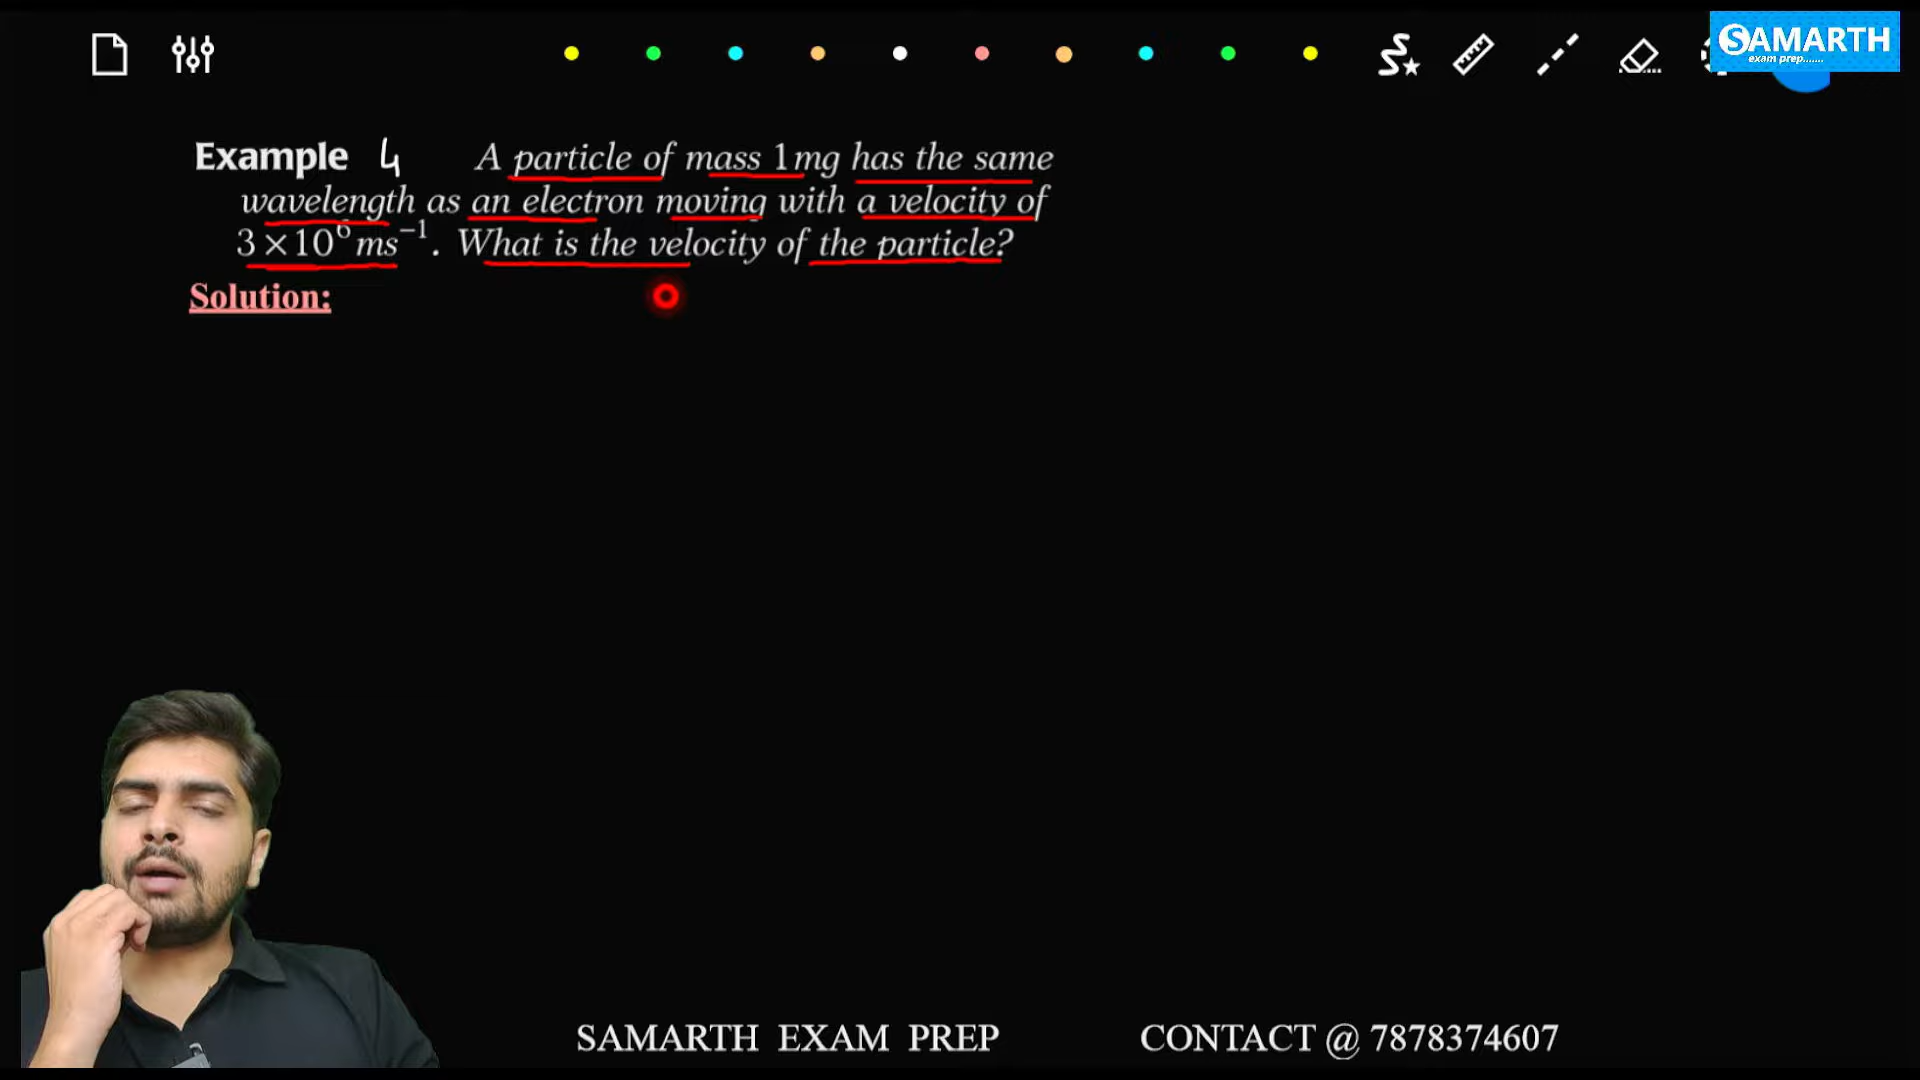 SAMARTH
exam prep.......
Example 4 A particle of mass 1mg has the same
wavelength as an electron moving with a velocity of
3 × 10⁶ ms⁻¹. What is the velocity of the particle?
Solution:
SAMARTH EXAM PREP CONTACT @ 7878374607